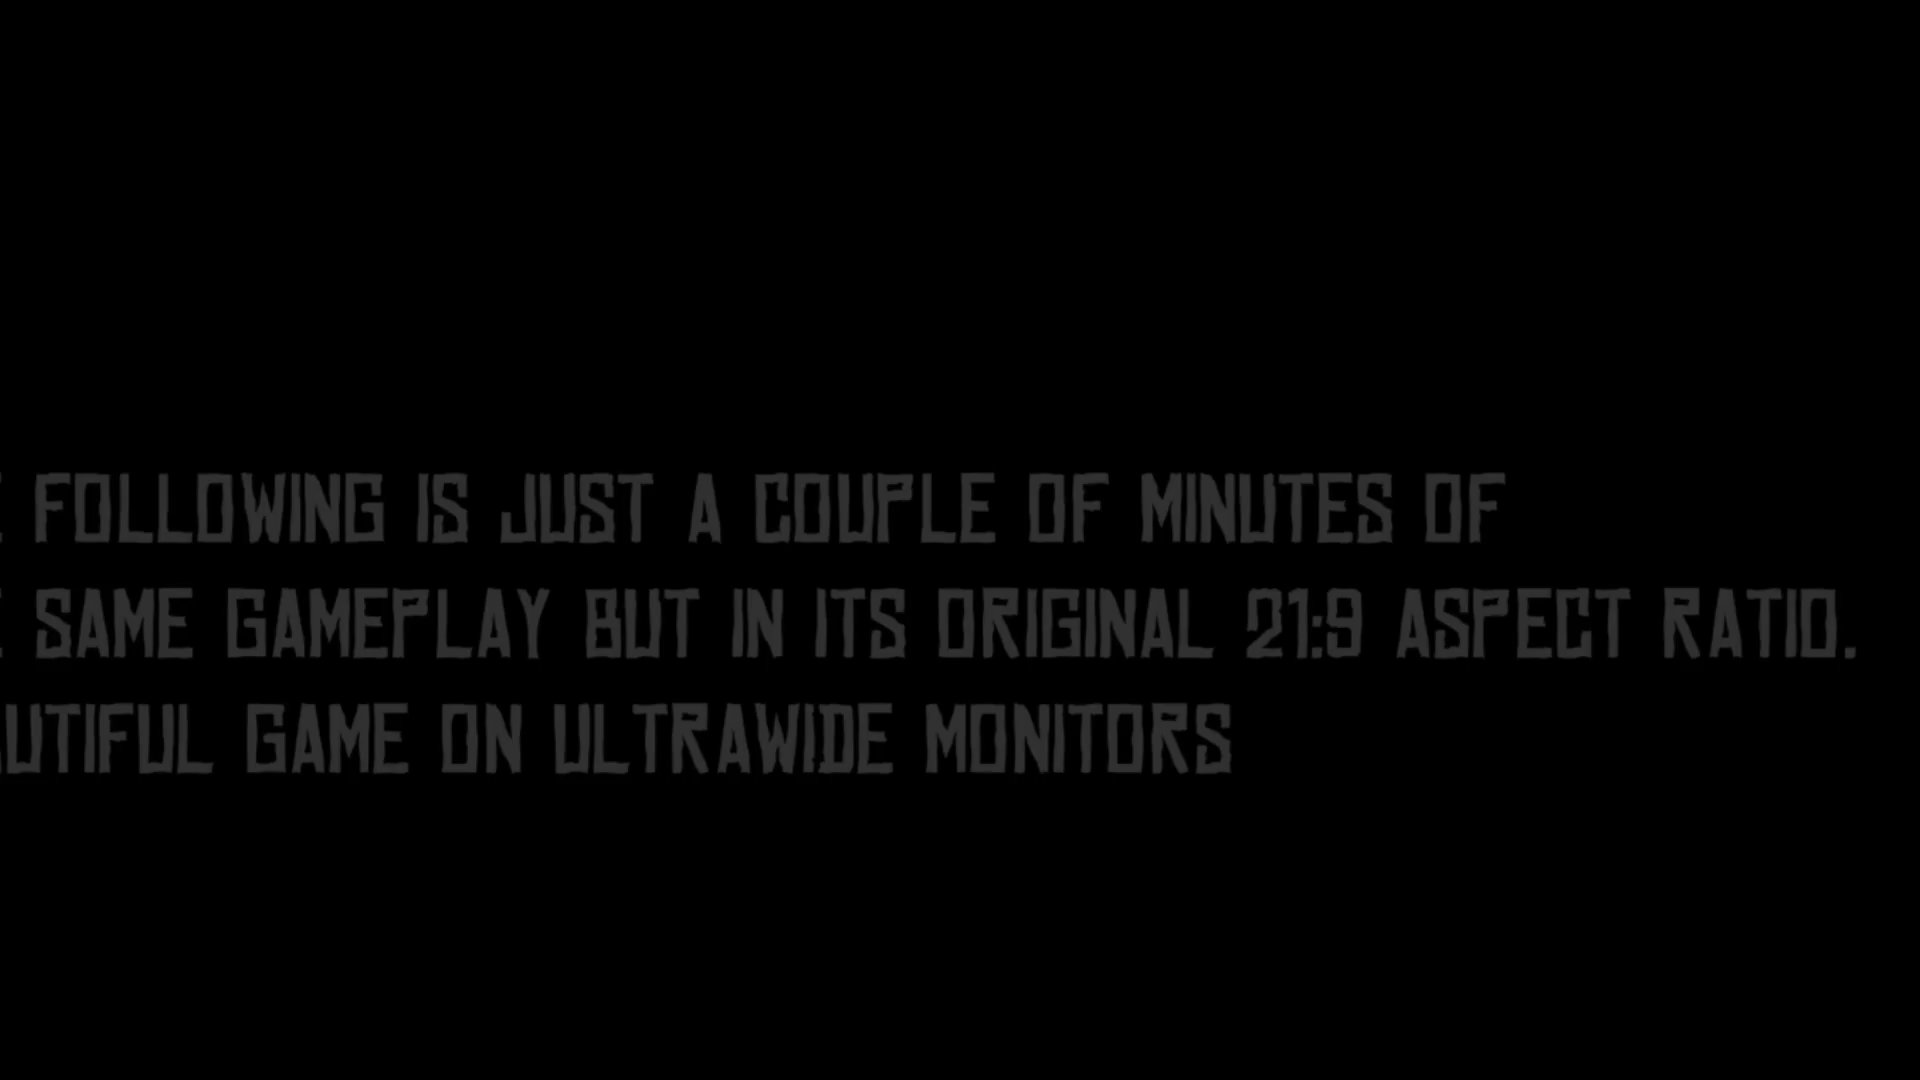 FOLLOWING IS JUST A COUPLE OF MINUTES OF
SAME GAMEPLAY BUT IN ITS ORIGINAL 21:9 ASPECT RATIO.
UTIFUL GAME ON ULTRAWIDE MONITORS